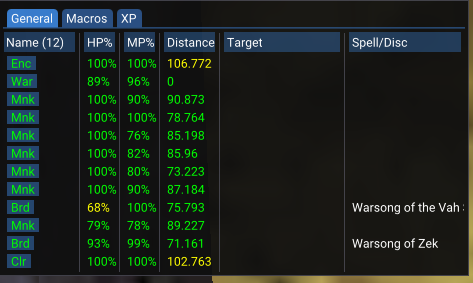 General Macros XP
Name (12) HP% MP% Distance Target Spell/Disc
Enc 100% 100% 106.772
War 89% 96% 0
Mnk 100% 90% 90.873
Mnk 100% 100% 78.764
Mnk 100% 76% 85.198
Mnk 100% 82% 85.96
Mnk 100% 80% 73.223
Mnk 100% 90% 87.184
Brd 68% 100% 75.793 Warsong of the Vah
Mnk 79% 78% 89.227
Brd 93% 99% 71.161 Warsong of Zek
Clr 100% 100% 102.763